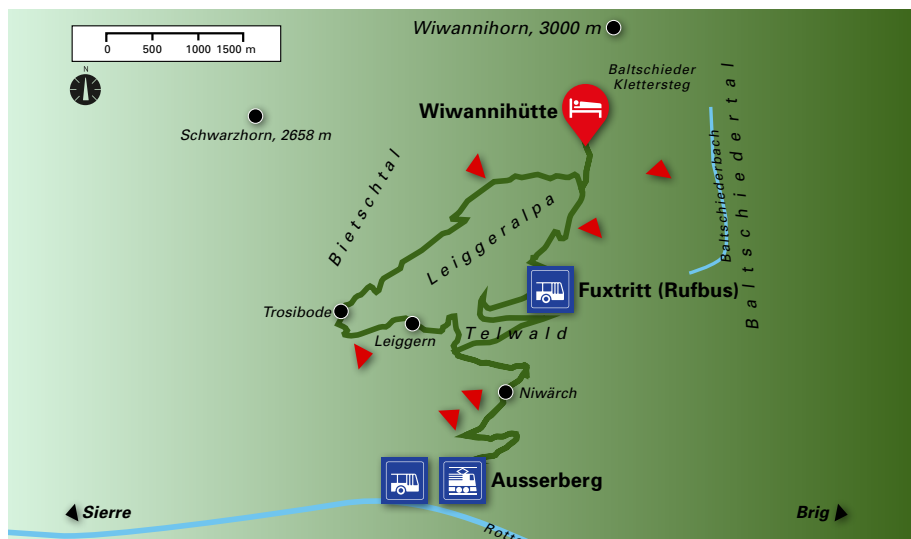 Wiwannihorn, 3000 m
0 500 1000 1500 m
N
Baltschieder
Klettersteg
Wiwannihütte
Schwarzhorn, 2658 m
Baltschiedertal
Baltschiederbach
Bietschtal
Leiggeralpa
Fuxtritt (Rufbus)
Trosibode
Leiggern
Telwald
Niwärch
Ausserberg
Sierre
Brig